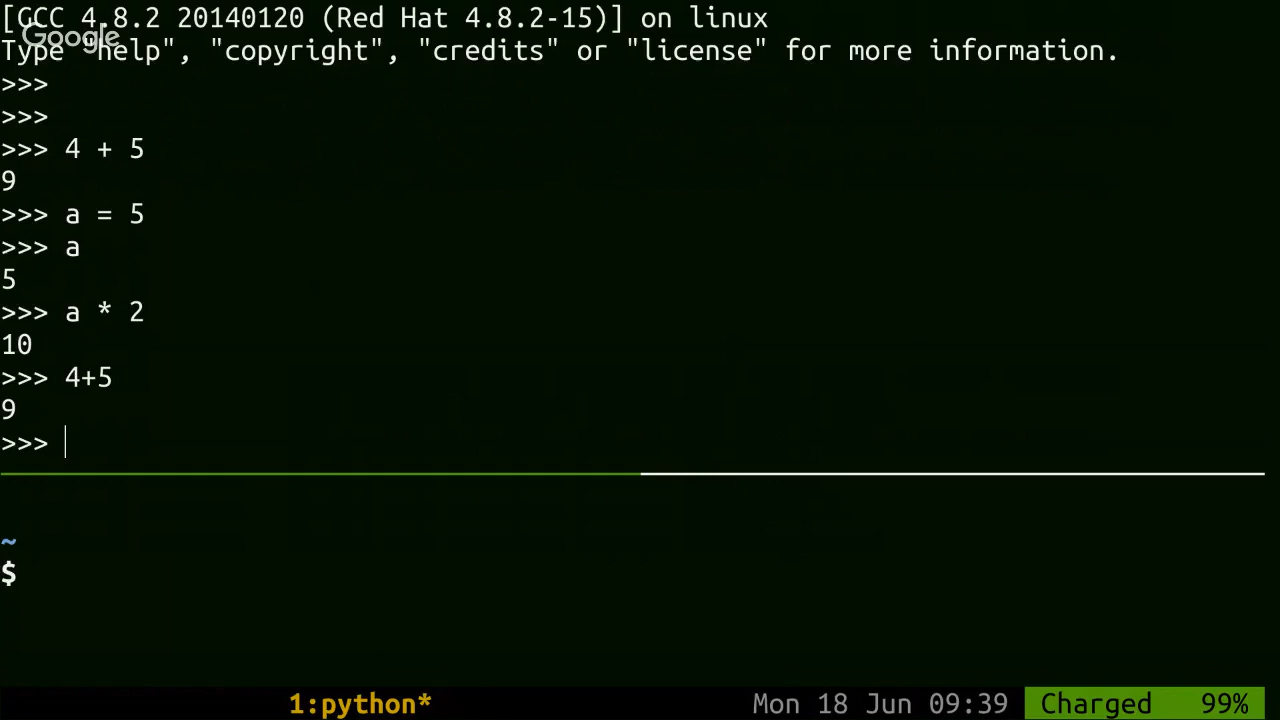 [GCC 4.8.2 20140120 (Red Hat 4.8.2-15)] on linux
Google
Type "help", "copyright", "credits" or "license" for more information.
>>>
>>>
>>> 4 + 5
9
>>> a = 5
>>> a
5
>>> a * 2
10
>>> 4+5
9
>>>
~
$
1:python* Mon 18 Jun 09:39 Charged 99%